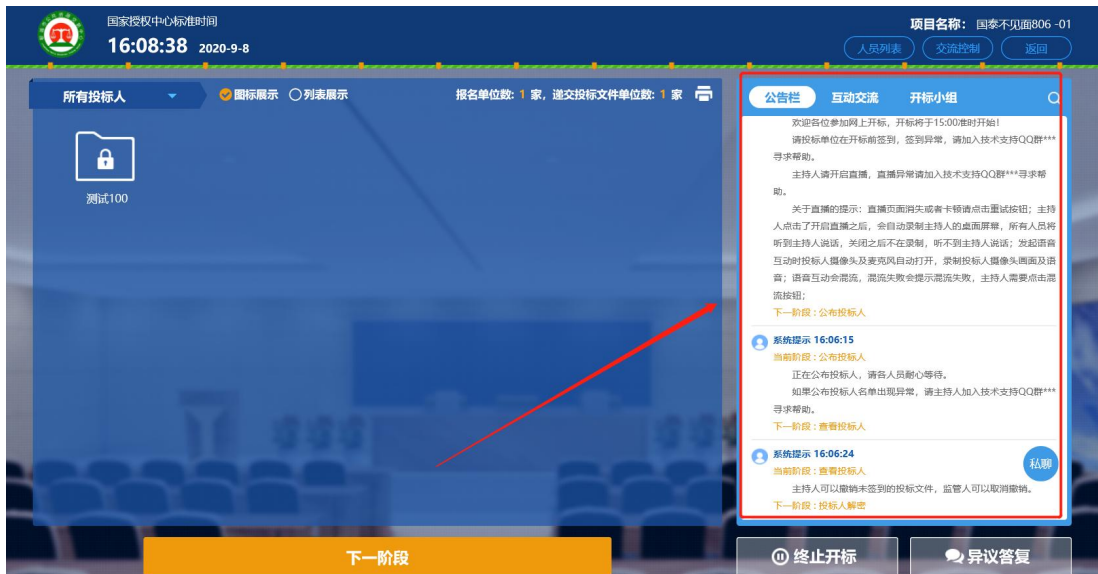 国家授权中心标准时间
16:08:38 2020-9-8
项目名称： 国泰不见面806 -01
人员列表 交流控制 返回
所有投标人 图标展示 列表展示 报名单位数: 1 家, 递交投标文件单位数: 1 家
测试100
公告栏 互动交流 开标小组
欢迎各位参加网上开标，开标将于15:00准时开始！
请投标单位在开标前签到，签到异常，请加入技术支持QQ群***
寻求帮助。
主持人请开启直播，直播异常请加入技术支持QQ群***寻求帮
助。
关于直播的提示：直播页面消失或者卡顿请点击重试按钮；主持
人点击了开启直播之后，会自动录制主持人的桌面屏幕，所有人员将
听到主持人说话，关闭之后不在录制，听不到主持人说话；发起语音
互动时投标人摄像头及麦克风自动打开，录制投标人摄像头画面及语
音；语音互动会混流，混流失败会提示混流失败，主持人需要点击混
流按钮；
下一阶段 : 公布投标人
系统提示 16:06:15
当前阶段 : 公布投标人
正在公布投标人，请各人员耐心等待。
如果公布投标人名单出现异常，请主持人加入技术支持QQ群***
寻求帮助。
下一阶段 : 查看投标人
系统提示 16:06:24
当前阶段 : 查看投标人
主持人可以撤销未签到的投标文件，监管人可以取消撤销。
下一阶段 : 投标人解密
私聊
下一阶段 终止开标 异议答复